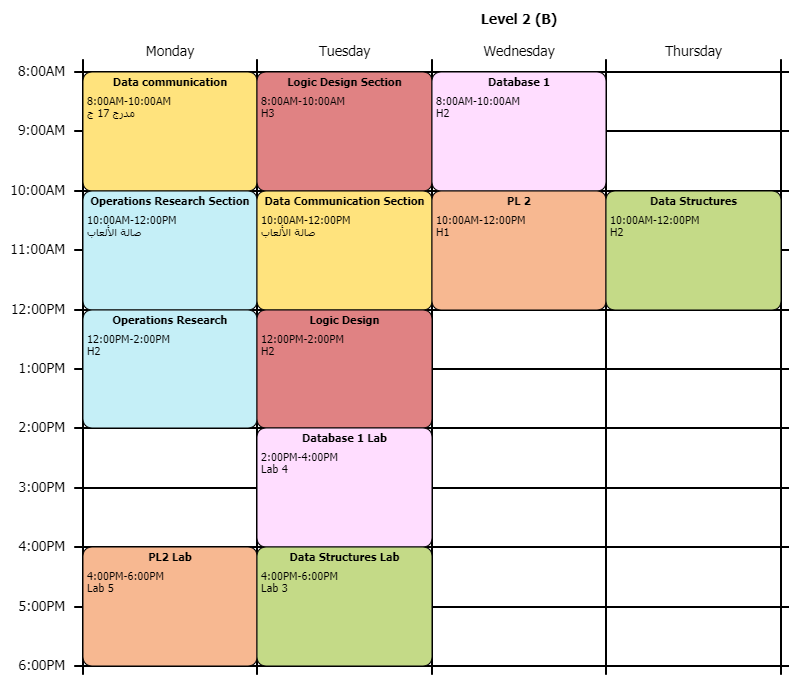 Level 2 (B)
Monday
Tuesday
Wednesday
Thursday
8:00AM
9:00AM
10:00AM
11:00AM
12:00PM
1:00PM
2:00PM
3:00PM
4:00PM
5:00PM
6:00PM
Data communication
8:00AM-10:00AM
مدرج 17 ج
Operations Research Section
10:00AM-12:00PM
صالة الألعاب
Operations Research
12:00PM-2:00PM
H2
PL2 Lab
4:00PM-6:00PM
Lab 5
Logic Design Section
8:00AM-10:00AM
H3
Data Communication Section
10:00AM-12:00PM
صالة الألعاب
Logic Design
12:00PM-2:00PM
H2
Database 1 Lab
2:00PM-4:00PM
Lab 4
Data Structures Lab
4:00PM-6:00PM
Lab 3
Database 1
8:00AM-10:00AM
H2
PL 2
10:00AM-12:00PM
H1
Data Structures
10:00AM-12:00PM
H2